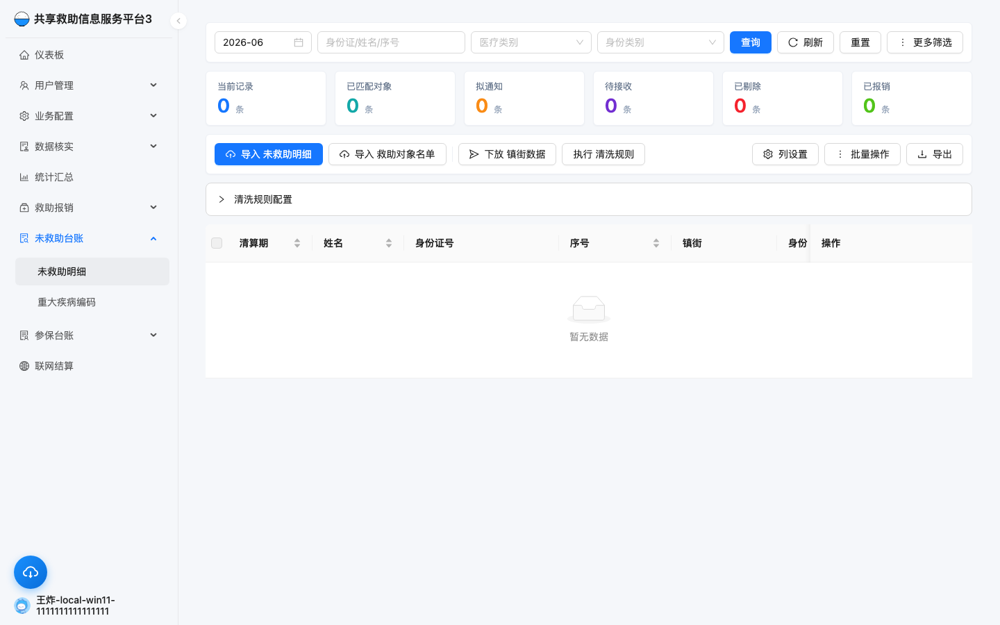 共享救助信息服务平台3
仪表板
用户管理
业务配置
数据核实
统计汇总
救助报销
未救助台账
未救助明细
重大疾病编码
参保台账
联网结算
王炸-local-win11-
1111111111111111
2026-06
身份证/姓名/序号
医疗类别
身份类别
查询
刷新
重置
更多筛选
当前记录
0 条
已匹配对象
0 条
拟通知
0 条
待接收
0 条
已剔除
0 条
已报销
0 条
导入 未救助明细
导入 救助对象名单
下放 镇街数据
执行 清洗规则
列设置
批量操作
导出
清洗规则配置
清算期 姓名 身份证号 序号 镇街 身份 操作
暂无数据